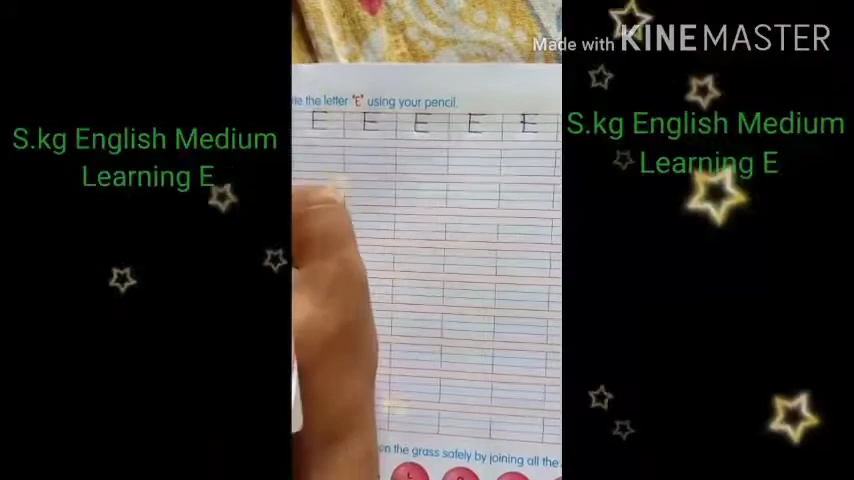 Made with KINEMASTER
S.kg English Medium
Learning E
S.kg English Medium
Learning E
the letter "E" using your pencil.
E E E E E
on the grass safely by joining all the
L